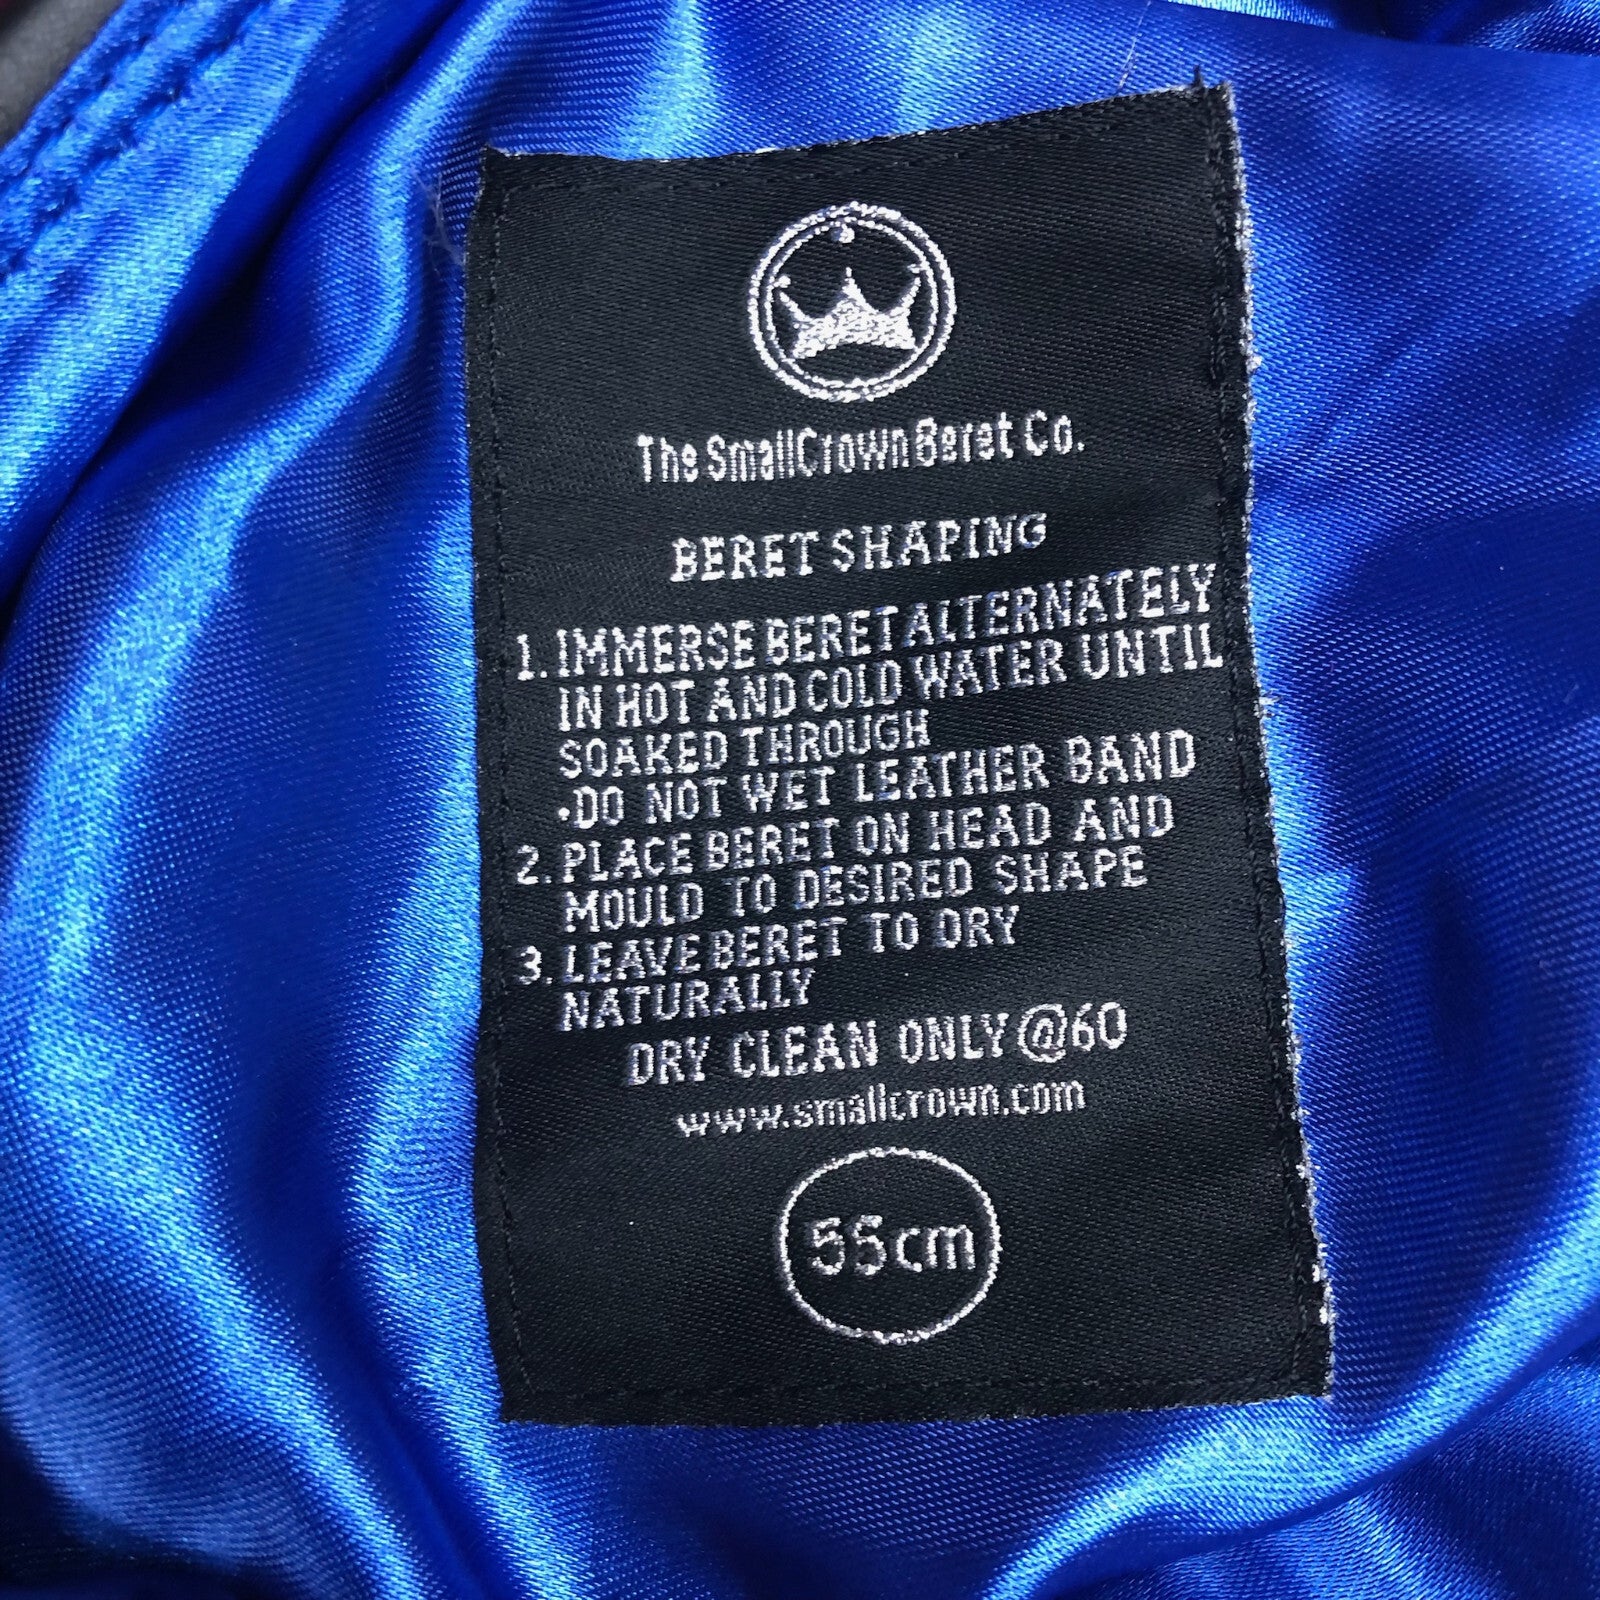 The SmallCrown Beret Co.
BERET SHAPING
1. IMMERSE BERET ALTERNATELY
IN HOT AND COLD WATER UNTIL
SOAKED THROUGH
•DO NOT WET LEATHER BAND
2. PLACE BERET ON HEAD AND
MOULD TO DESIRED SHAPE
3. LEAVE BERET TO DRY
NATURALLY
DRY CLEAN ONLY @60
www.smallcrown.com
55cm